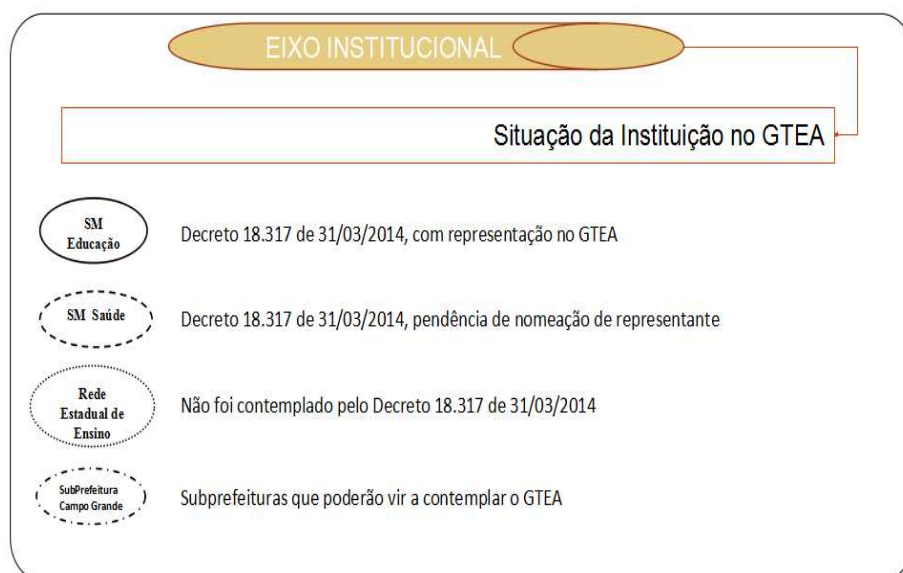 EIXO INSTITUCIONAL
Situação da Instituição no GTEA
SM
Educação
Decreto 18.317 de 31/03/2014, com representação no GTEA
SM Saúde
Decreto 18.317 de 31/03/2014, pendência de nomeação de representante
Rede
Estadual de
Ensino
Não foi contemplado pelo Decreto 18.317 de 31/03/2014
SubPrefeitura
Campo Grande
Subprefeituras que poderão vir a contemplar o GTEA